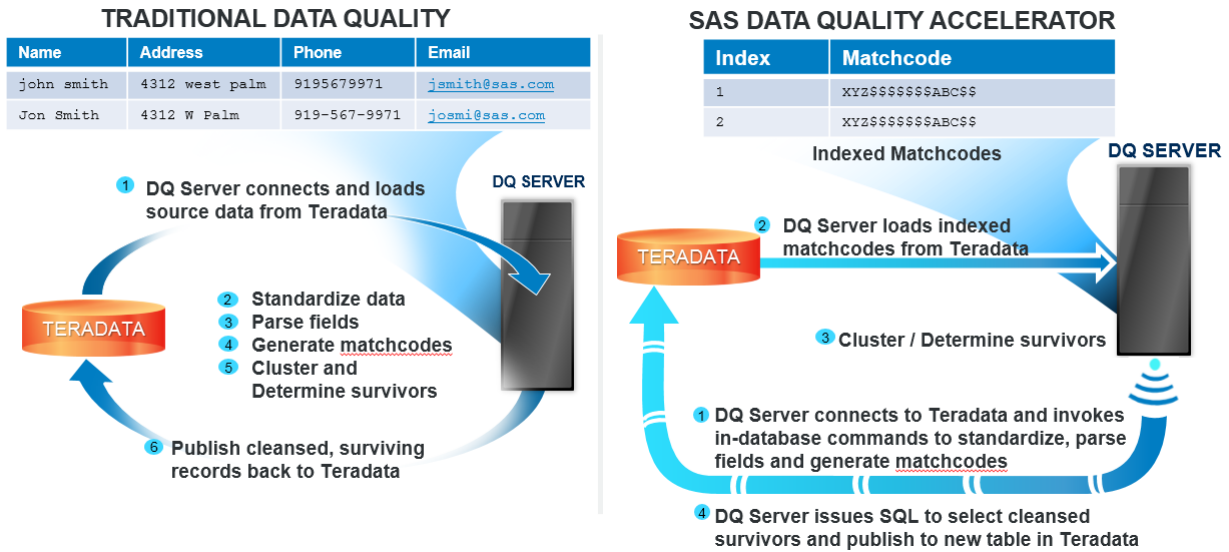 TRADITIONAL DATA QUALITY
Name Address Phone Email
john smith 4312 west palm 9195679971 jsmith@sas.com
Jon Smith 4312 W Palm 919-567-9971 josmi@sas.com
1 DQ Server connects and loads
source data from Teradata
DQ SERVER
TERADATA
2 Standardize data
3 Parse fields
4 Generate matchcodes
5 Cluster and
Determine survivors
6 Publish cleansed, surviving
records back to Teradata
SAS DATA QUALITY ACCELERATOR
Index Matchcode
1 XYZ$$$$$$$ABC$$
2 XYZ$$$$$$$ABC$$
Indexed Matchcodes
DQ SERVER
2 DQ Server loads indexed
matchcodes from Teradata
TERADATA
3 Cluster / Determine survivors
1 DQ Server connects to Teradata and invokes
in-database commands to standardize, parse
fields and generate matchcodes
4 DQ Server issues SQL to select cleansed
survivors and publish to new table in Teradata